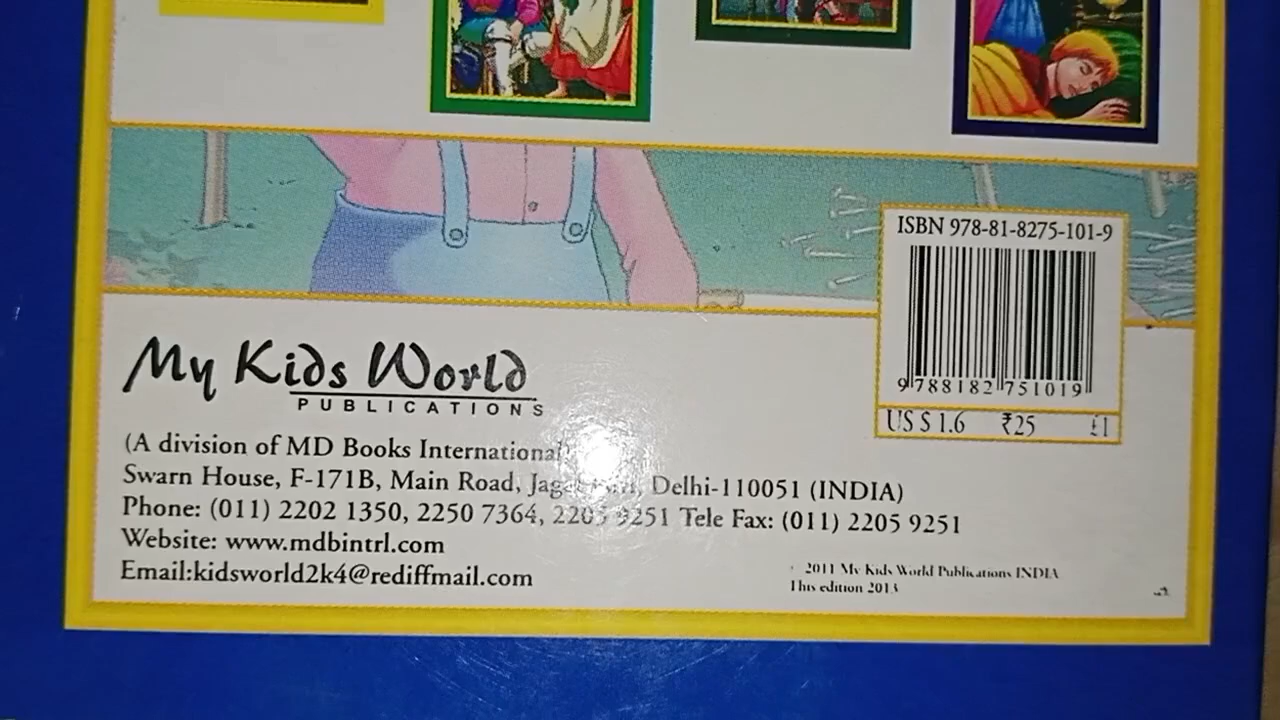 ISBN 978-81-8275-101-9
9 788182 751019
US $ 1.6 ₹25 £1
My Kids World
PUBLICATIONS
(A division of MD Books International)
Swarn House, F-171B, Main Road, Delhi-110051 (INDIA)
Phone: (011) 2202 1350, 2250 7364, 2205 9251 Tele Fax: (011) 2205 9251
Website: www.mdbintrl.com
Email:kidsworld2k4@rediffmail.com
2011 My Kids World Publications INDIA
This edition 2013